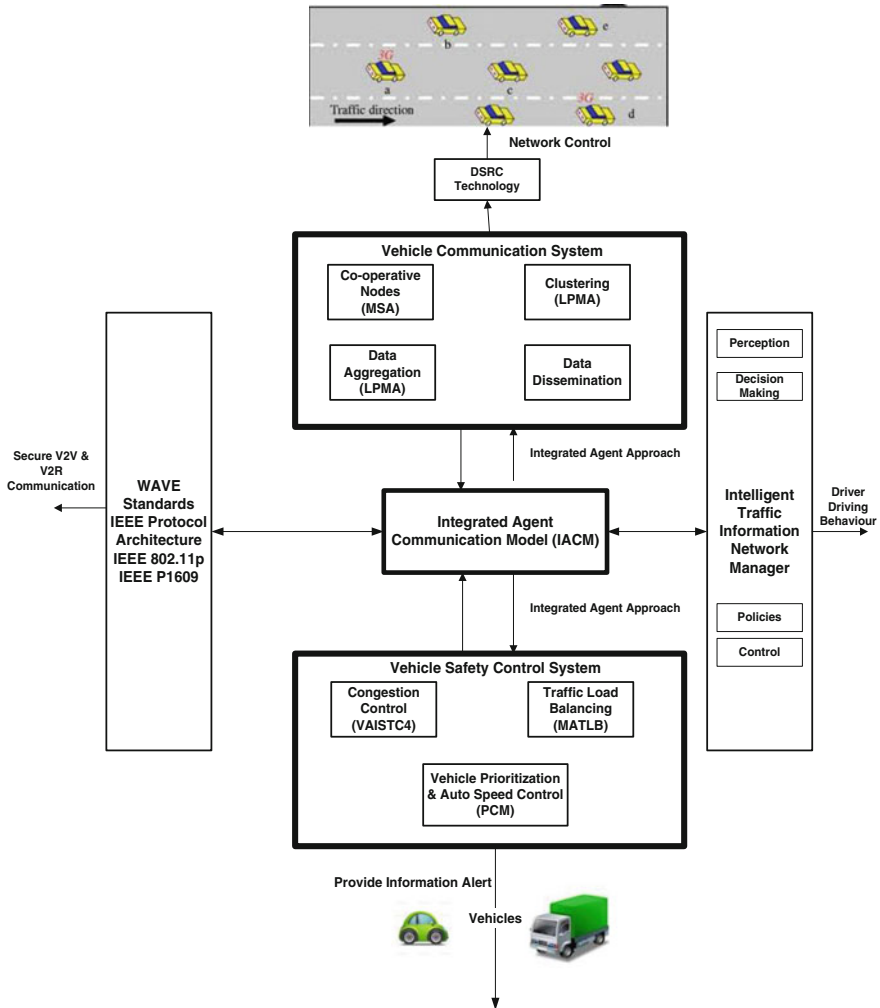 b
e
3G
a
c
3G
d
Traffic direction
Network Control
DSRC
Technology
Vehicle Communication System
Co-operative
Nodes
(MSA)
Clustering
(LPMA)
Data
Aggregation
(LPMA)
Data
Dissemination
Integrated Agent Approach
Secure V2V &
V2R
Communication
WAVE
Standards
IEEE Protocol
Architecture
IEEE 802.11p
IEEE P1609
Integrated Agent
Communication Model (IACM)
Perception
Decision
Making
Intelligent
Traffic
Information
Network
Manager
Policies
Control
Driver
Driving
Behaviour
Integrated Agent Approach
Vehicle Safety Control System
Congestion
Control
(VAISTC4)
Traffic Load
Balancing
(MATLB)
Vehicle Prioritization
& Auto Speed Control
(PCM)
Provide Information Alert
Vehicles